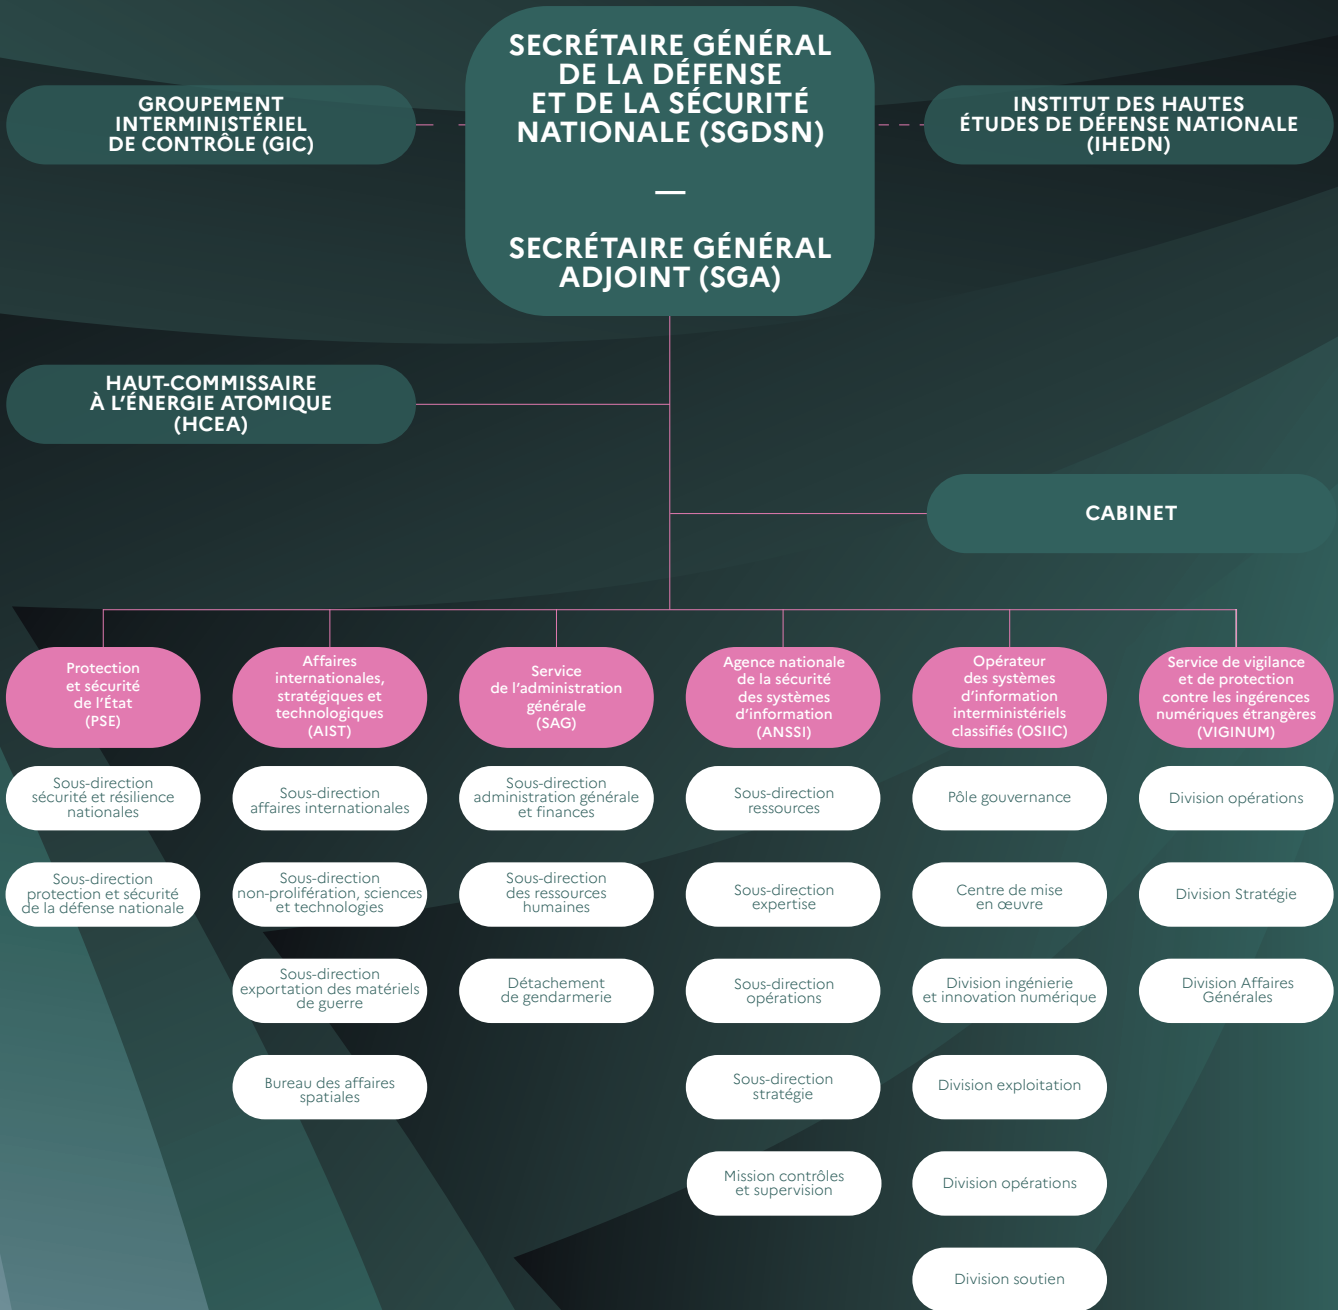 SECRÉTAIRE GÉNÉRAL
DE LA DÉFENSE
ET DE LA SÉCURITÉ
NATIONALE (SGDSN)
—
SECRÉTAIRE GÉNÉRAL
ADJOINT (SGA)
GROUPEMENT
INTERMINISTÉRIEL
DE CONTRÔLE (GIC)
INSTITUT DES HAUTES
ÉTUDES DE DÉFENSE NATIONALE
(IHEDN)
HAUT-COMMISSAIRE
À L’ÉNERGIE ATOMIQUE
(HCEA)
CABINET
Protection
et sécurité
de l’État
(PSE)
Sous-direction
sécurité et résilience
nationales
Sous-direction
protection et sécurité
de la défense nationale
Affaires
internationales,
stratégiques et
technologiques
(AIST)
Sous-direction
affaires internationales
Sous-direction
non-prolifération, sciences
et technologies
Sous-direction
exportation des matériels
de guerre
Bureau des affaires
spatiales
Service
de l’administration
générale
(SAG)
Sous-direction
administration générale
et finances
Sous-direction
des ressources
humaines
Détachement
de gendarmerie
Agence nationale
de la sécurité
des systèmes
d’information
(ANSSI)
Sous-direction
ressources
Sous-direction
expertise
Sous-direction
opérations
Sous-direction
stratégie
Mission contrôles
et supervision
Opérateur
des systèmes
d’information
interministériels
classifiés (OSIIC)
Pôle gouvernance
Centre de mise
en œuvre
Division ingénierie
et innovation numérique
Division exploitation
Division opérations
Division soutien
Service de vigilance
et de protection
contre les ingérences
numériques étrangères
(VIGINUM)
Division opérations
Division Stratégie
Division Affaires
Générales